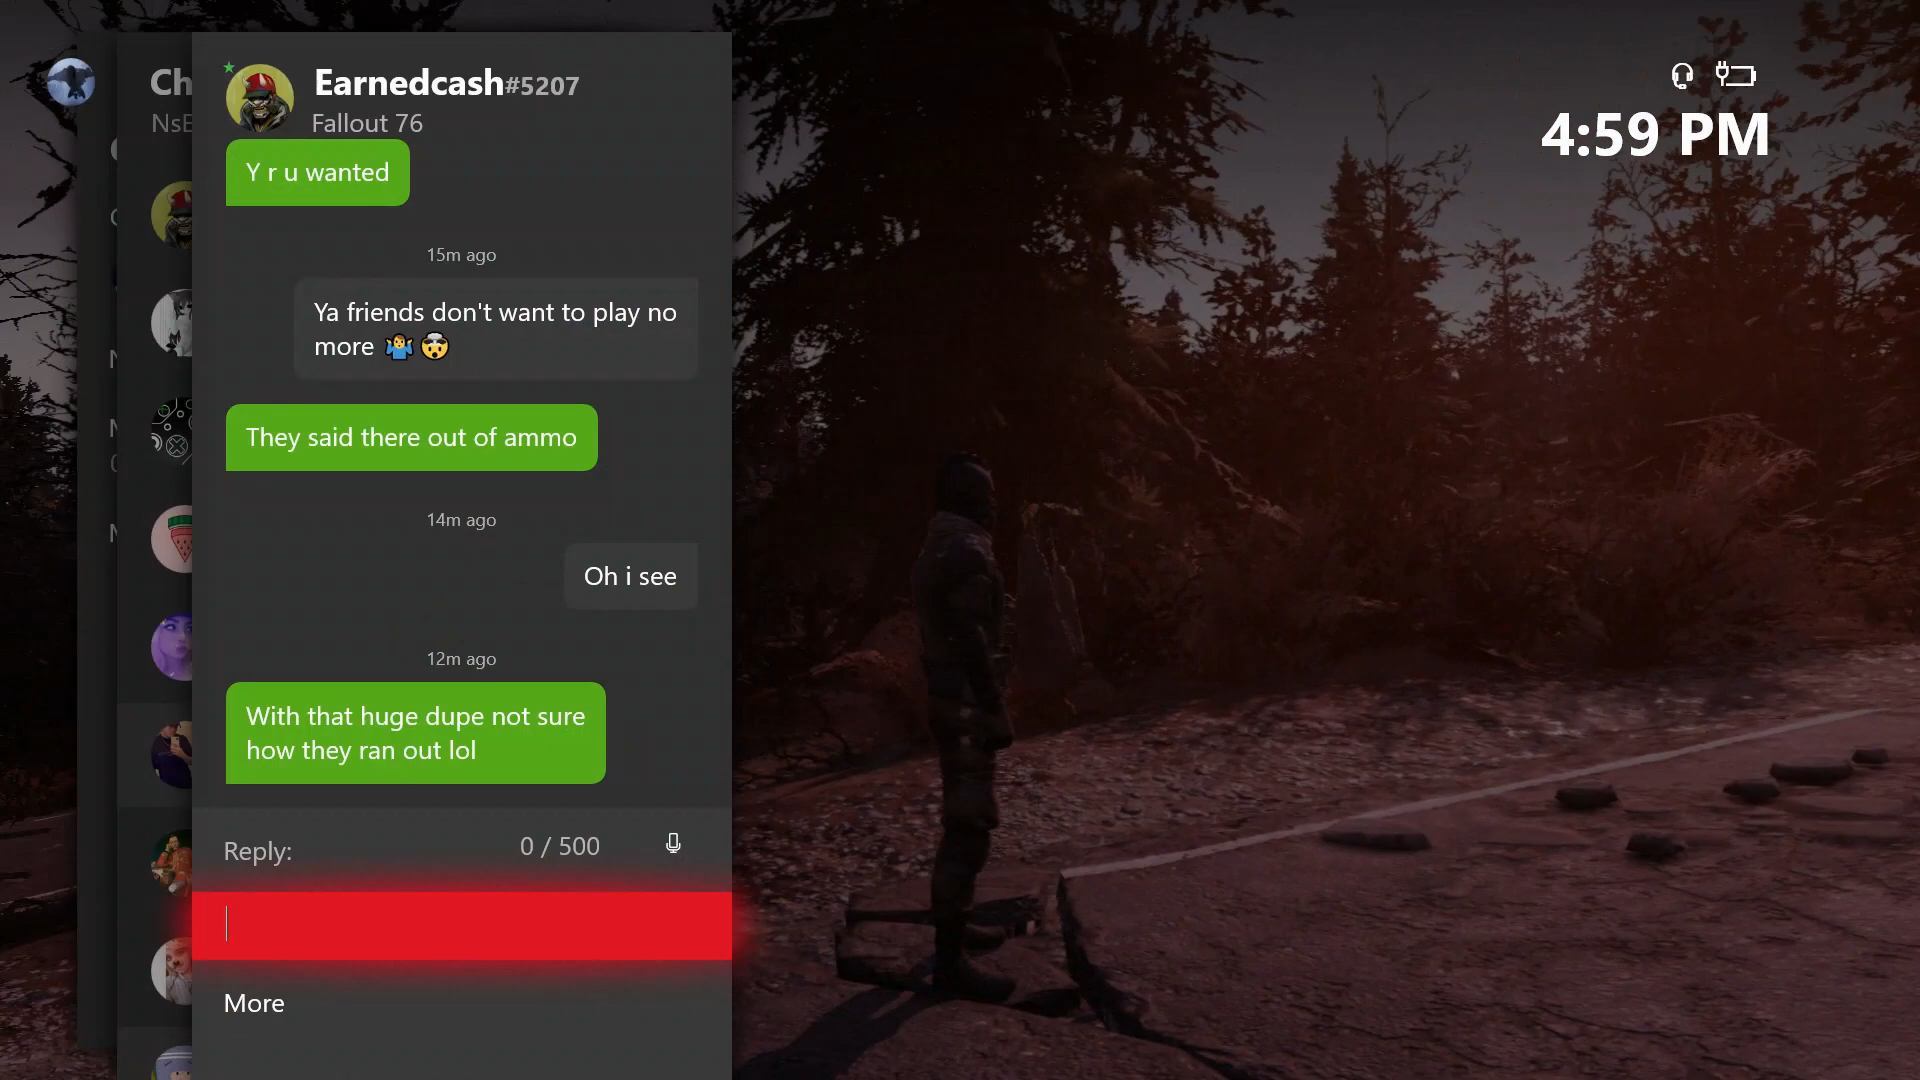 Ch
NsE
Earnedcash#5207
Fallout 76
4:59 PM
Y r u wanted
15m ago
Ya friends don't want to play no
more 🤷‍♂️🤯
They said there out of ammo
14m ago
Oh i see
12m ago
With that huge dupe not sure
how they ran out lol
Reply:
0 / 500
More